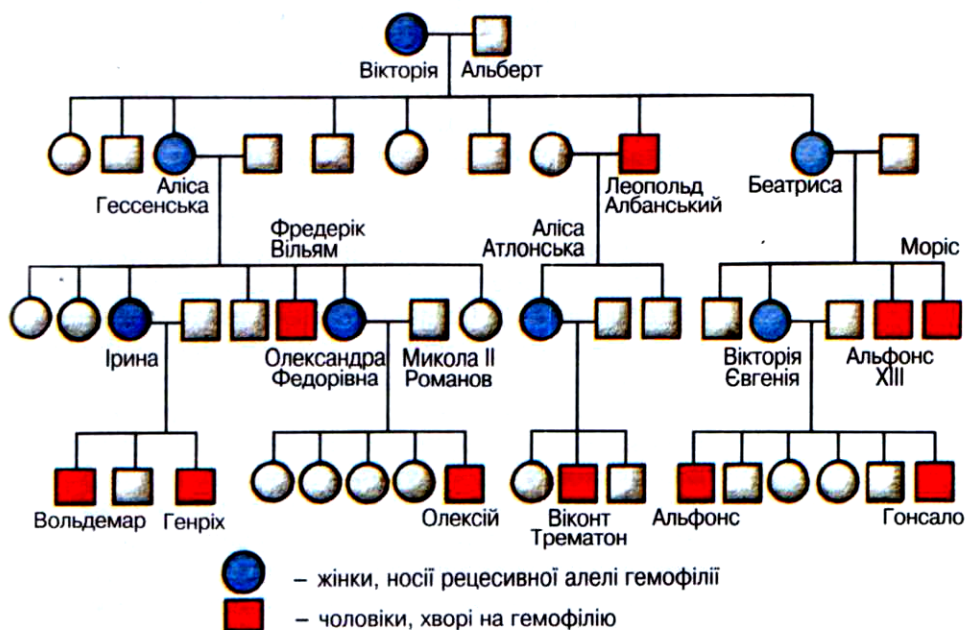 Вікторія Альберт
Аліса
Гессенська
Леопольд
Албанський
Беатриса
Фредерік
Вільям
Аліса
Атлонська
Моріс
Ірина
Олександра
Федорівна
Микола ІІ
Романов
Вікторія
Євгенія
Альфонс
XIII
Вольдемар
Генріх
Олексій
Віконт
Трематон
Альфонс
Гонсало
– жінки, носії рецесивної алелі гемофілії
– чоловіки, хворі на гемофілію